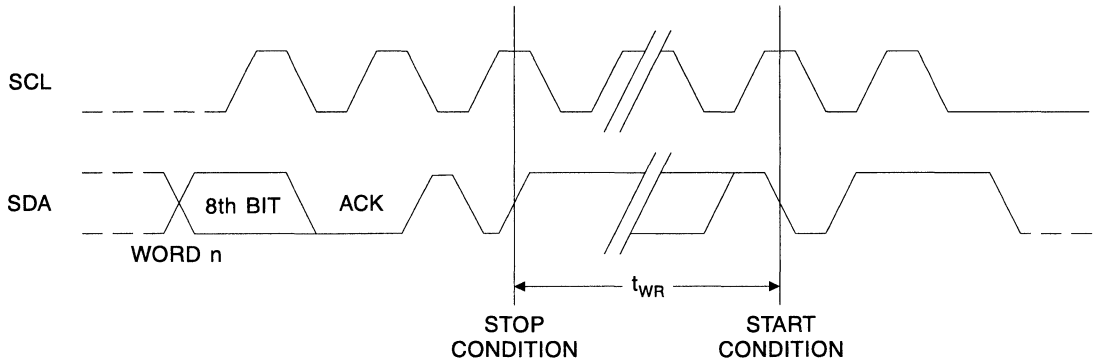 SCL
SDA
8th BIT
ACK
WORD n
tWR
STOP
CONDITION
START
CONDITION